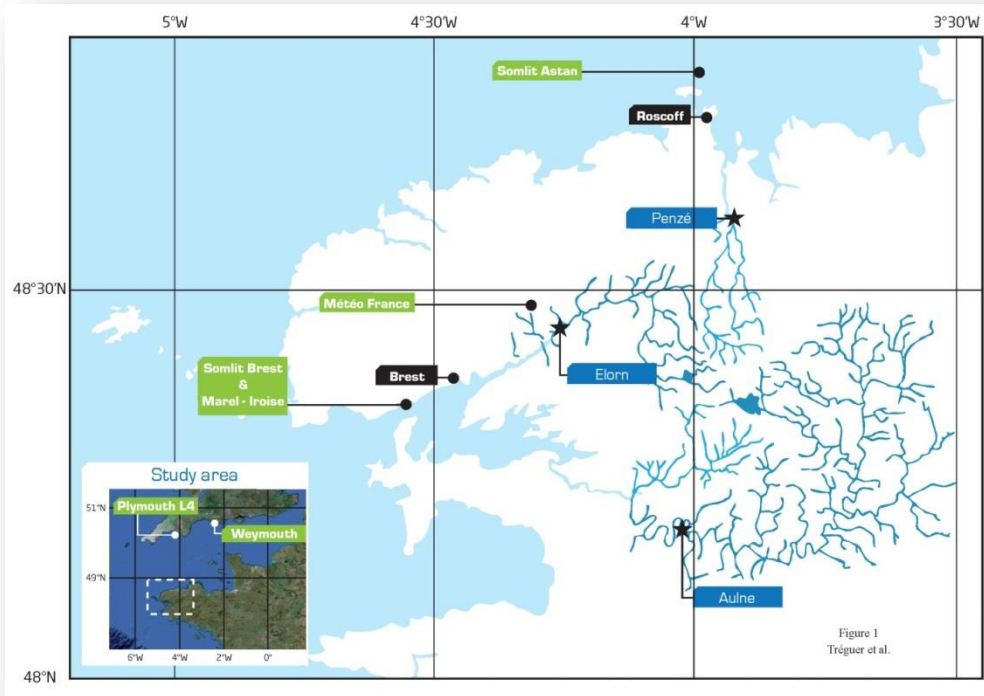 5°W
4°30'W
4°W
3°30'W
Somlit Astan
Roscoff
Penzé
48°30'N
Météo France
Somlit Brest
&
Marel - Iroise
Brest
Elorn
Study area
51°N
Plymouth L4
Weymouth
49°N
6°W
4°W
2°W
0°
Aulne
Figure 1
Tréguer et al.
48°N